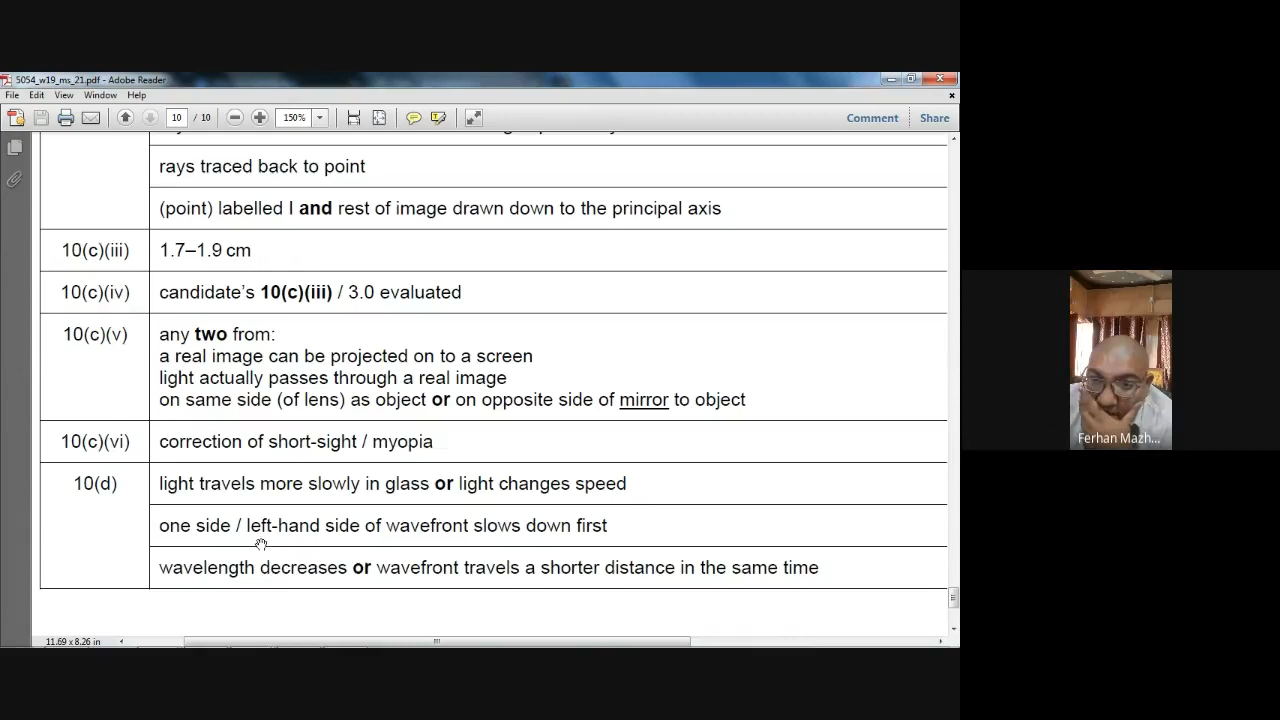 5054_w19_ms_21.pdf - Adobe Reader
File Edit View Window Help
10 / 10 150% Comment Share
rays traced back to point
(point) labelled I and rest of image drawn down to the principal axis
10(c)(iii) 1.7–1.9 cm
10(c)(iv) candidate’s 10(c)(iii) / 3.0 evaluated
10(c)(v) any two from:
a real image can be projected on to a screen
light actually passes through a real image
on same side (of lens) as object or on opposite side of mirror to object
10(c)(vi) correction of short-sight / myopia
10(d) light travels more slowly in glass or light changes speed
one side / left-hand side of wavefront slows down first
wavelength decreases or wavefront travels a shorter distance in the same time
11.69 x 8.26 in
Ferhan Mazh...